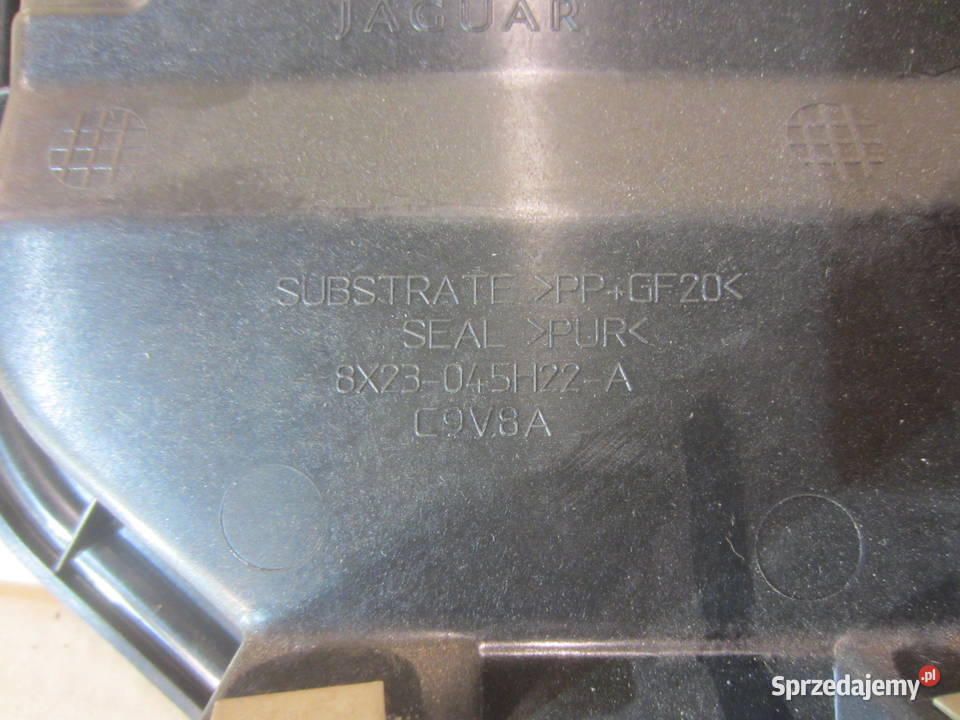 JAGUAR
SUBSTRATE >PP+GF20<
SEAL >PUR<
8X23-045H22-A
C9V8A
Sprzedajemy.pl